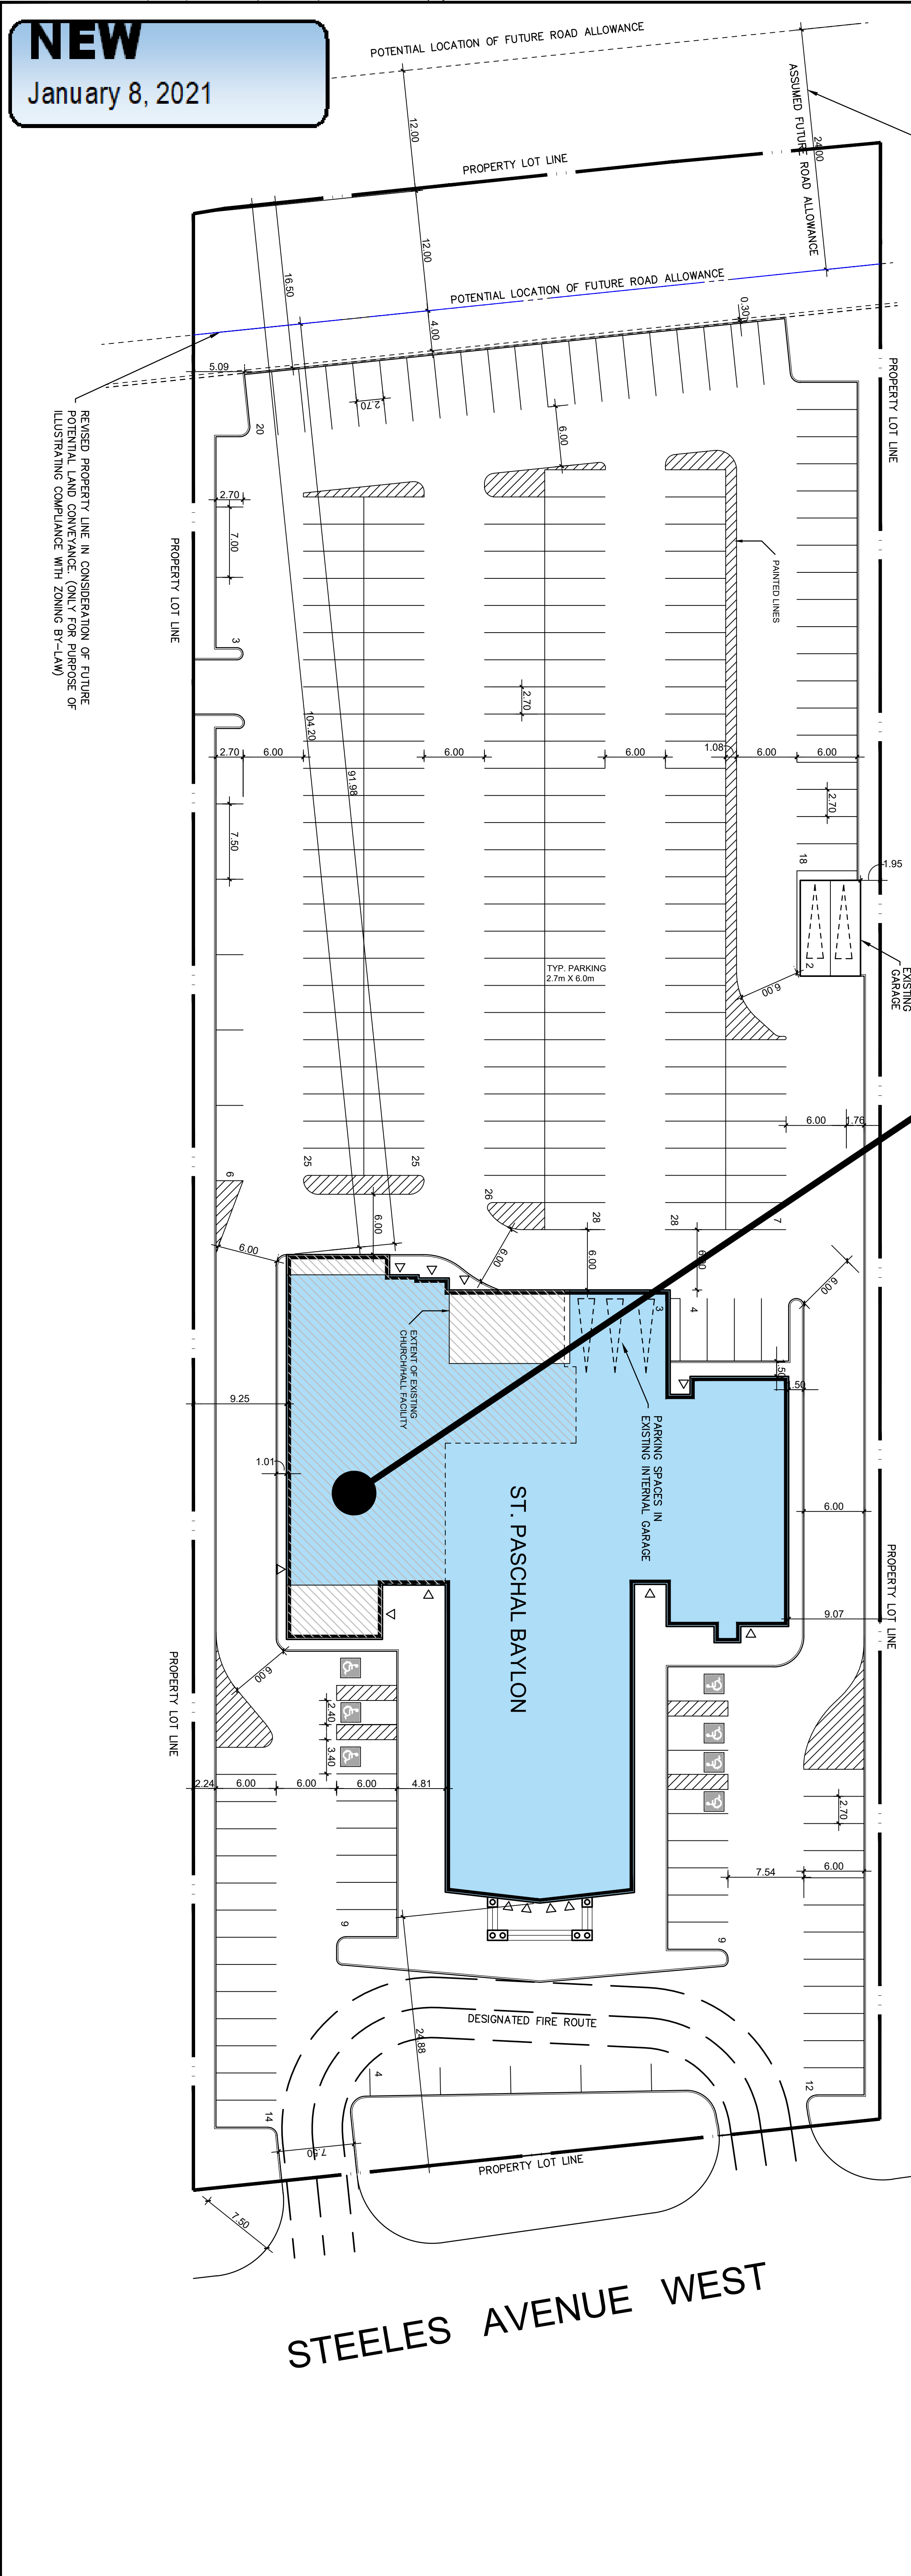 NEW
January 8, 2021
POTENTIAL LOCATION OF FUTURE ROAD ALLOWANCE
ASSUMED FUTURE ROAD ALLOWANCE
24.00
12.00
PROPERTY LOT LINE
12.00
16.50
POTENTIAL LOCATION OF FUTURE ROAD ALLOWANCE
0.30
4.00
5.09
PROPERTY LOT LINE
2.70
REVISED PROPERTY LINE IN CONSIDERATION OF FUTURE
POTENTIAL LAND CONVEYANCE. (ONLY FOR PURPOSE OF
ILLUSTRATING COMPLIANCE WITH ZONING BY-LAW)
20
6.00
2.70
7.00
PROPERTY LOT LINE
PAINTED LINES
3
2.70
104.20
91.98
2.70
6.00
6.00
6.00
1.08
6.00
6.00
2.70
7.50
18
1.95
2
EXISTING
GARAGE
TYP. PARKING
2.7m X 6.0m
6.00
6.00
1.76
6
25
25
26
28
28
7
6.00
6.00
6.00
6.00
6.00
6.00
3
4
EXTENT OF EXISTING
CHURCH/HALL FACILITY
1.50
1.50
9.25
PARKING SPACES IN
EXISTING INTERNAL GARAGE
1.01
ST. PASCHAL BAYLON
6.00
PROPERTY LOT LINE
9.07
PROPERTY LOT LINE
6.00
2.40
3.40
2.24
6.00
6.00
6.00
4.81
2.70
7.54
6.00
9
9
DESIGNATED FIRE ROUTE
24.88
4
12
14
7.50
PROPERTY LOT LINE
7.50
STEELES AVENUE WEST